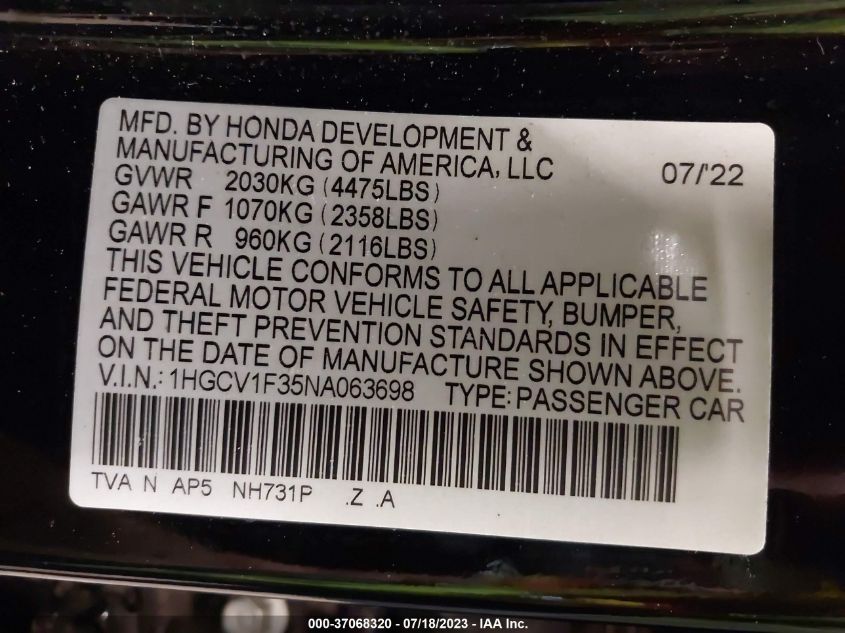 MFD. BY HONDA DEVELOPMENT &
MANUFACTURING OF AMERICA, LLC 07/'22
GVWR 2030KG (4475LBS)
GAWR F 1070KG (2358LBS)
GAWR R 960KG (2116LBS)
THIS VEHICLE CONFORMS TO ALL APPLICABLE
FEDERAL MOTOR VEHICLE SAFETY, BUMPER,
AND THEFT PREVENTION STANDARDS IN EFFECT
ON THE DATE OF MANUFACTURE SHOWN ABOVE.
V.I.N.: 1HGCV1F35NA063698 TYPE: PASSENGER CAR
TVA N AP5 NH731P .Z .A
000-37068320 - 07/18/2023 - IAA Inc.